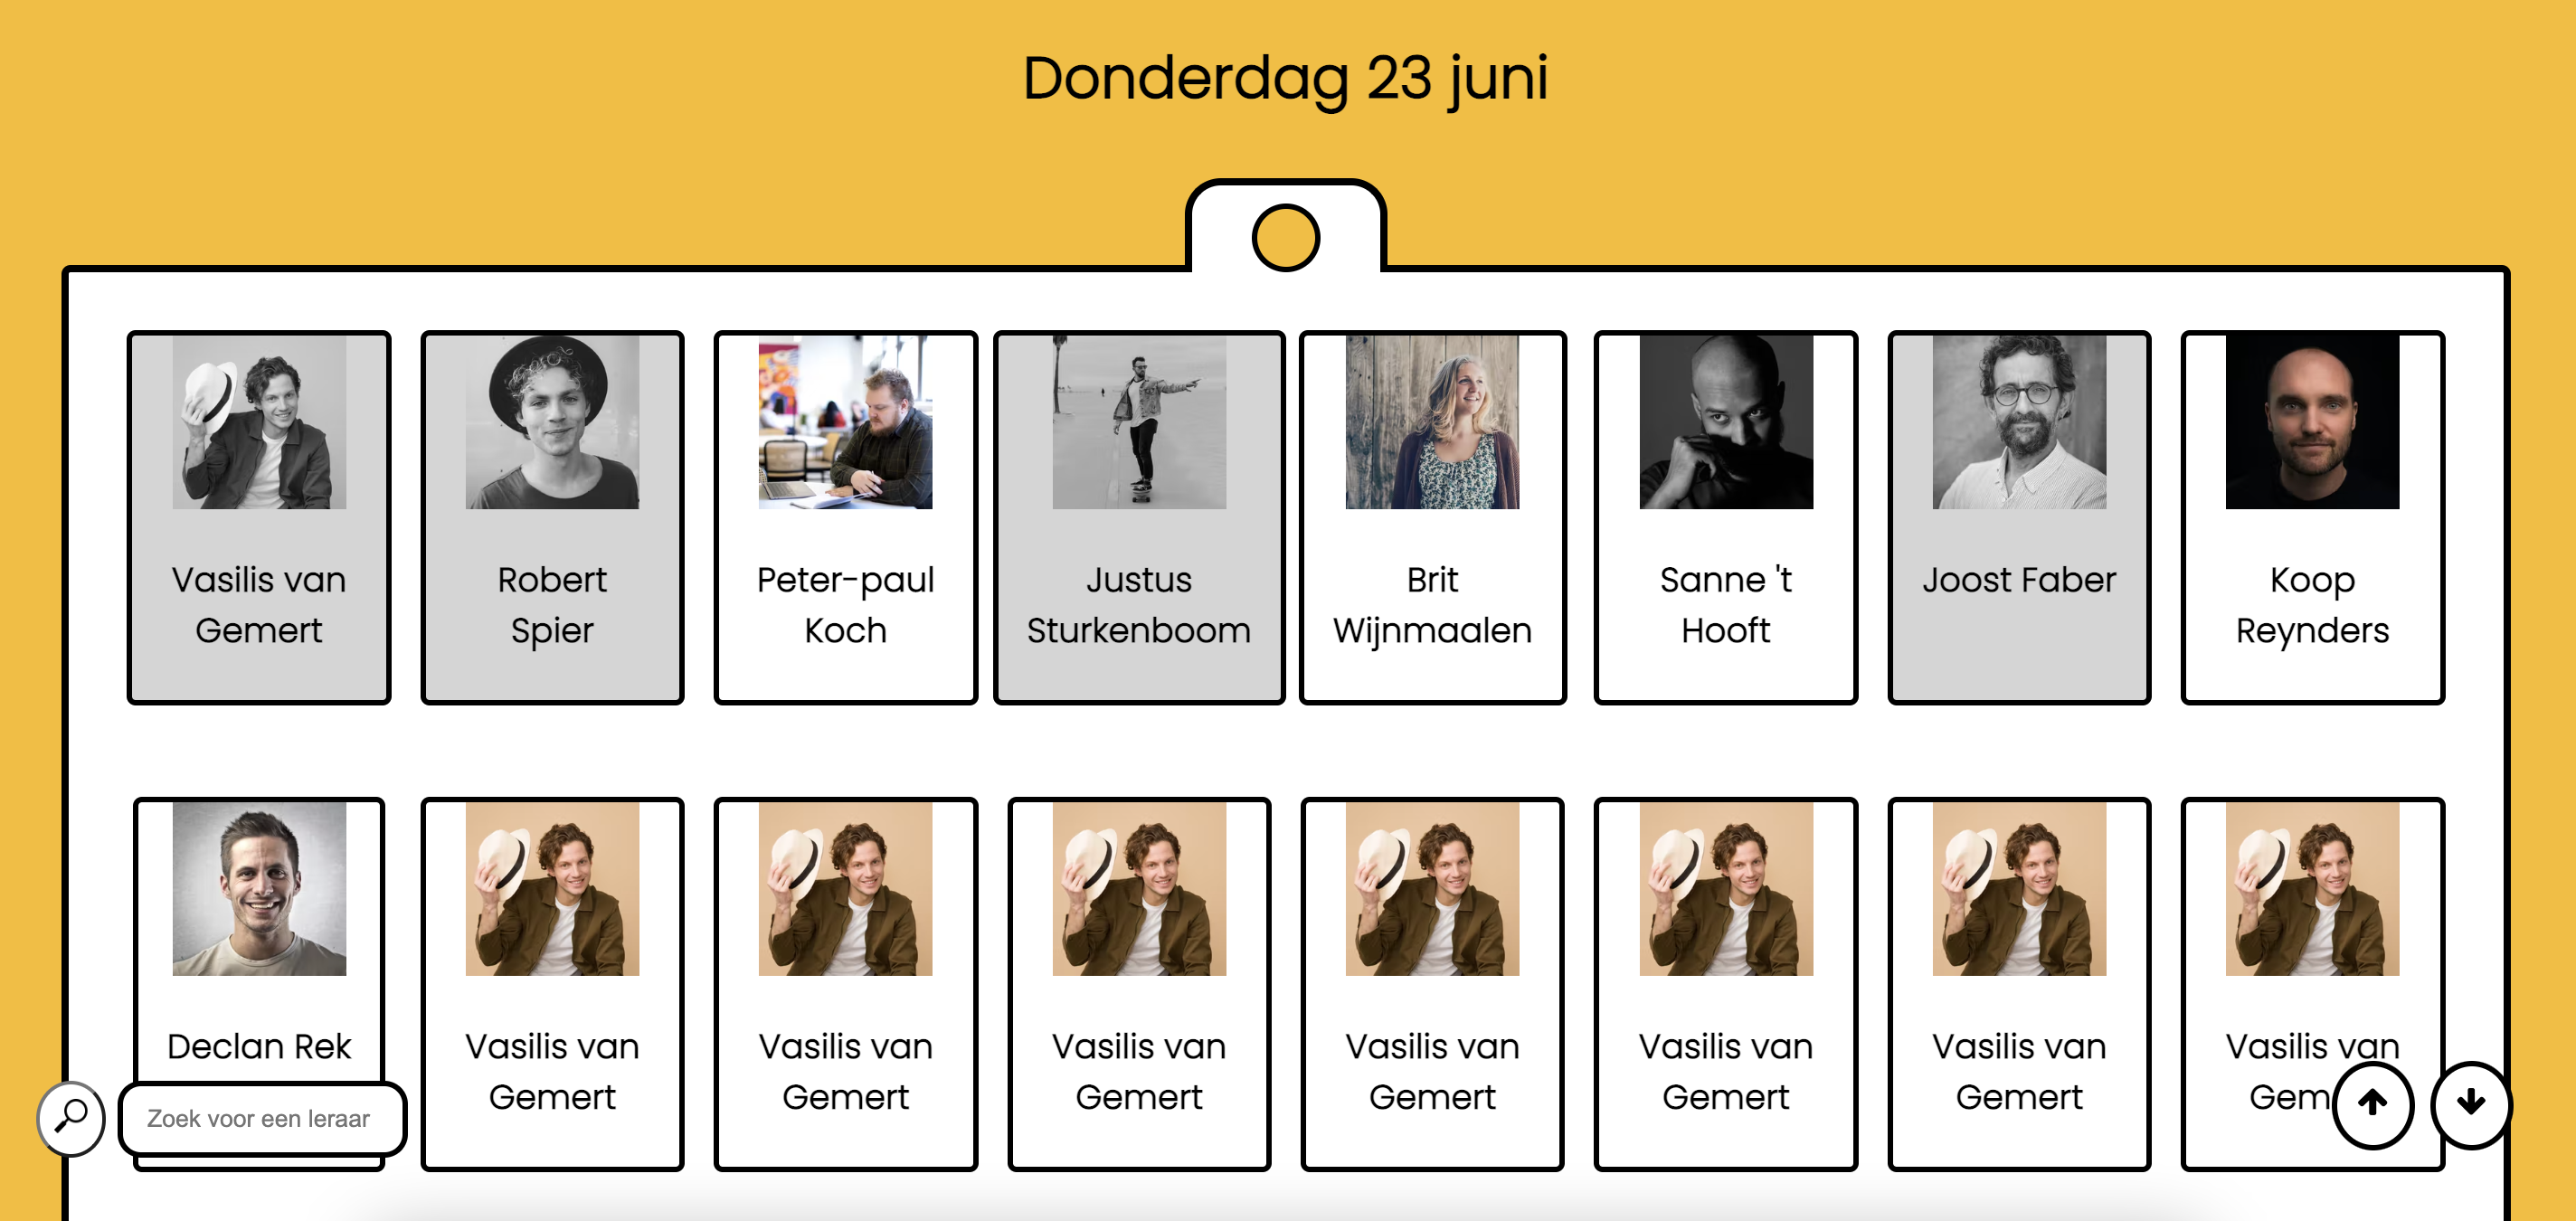 Donderdag 23 juni
Vasilis van
Gemert
Robert
Spier
Peter-paul
Koch
Justus
Sturkenboom
Brit
Wijnmaalen
Sanne 't
Hooft
Joost Faber
Koop
Reynders
Declan Rek
Vasilis van
Gemert
Vasilis van
Gemert
Vasilis van
Gemert
Vasilis van
Gemert
Vasilis van
Gemert
Vasilis van
Gemert
Vasilis van
Gem
Zoek voor een leraar